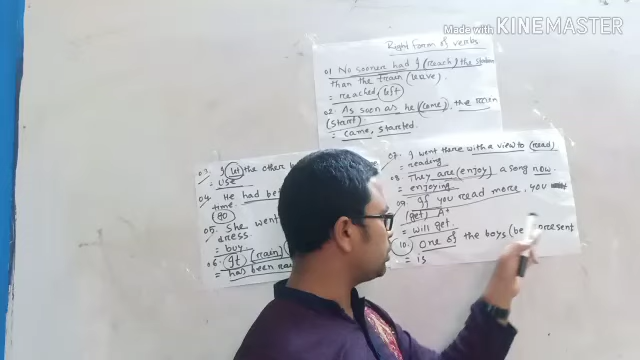 Made with KINEMASTER
Right form of verbs
01. No sooner had I (reach) the
than the train (leave).
= reached, left
02. As soon as he (come), the
(start)
= came, started.
03. I let the other
= use
04. He had
time.
(go)
05. She went
dress.
= buy
06. It (rain)
= has been
07. I went there with a view to (read)
= reading
08. They are (enjoy) a song now.
= enjoying
09. If you read more, you
(get) A+
= will get.
10. One of the boys (be) present
= is